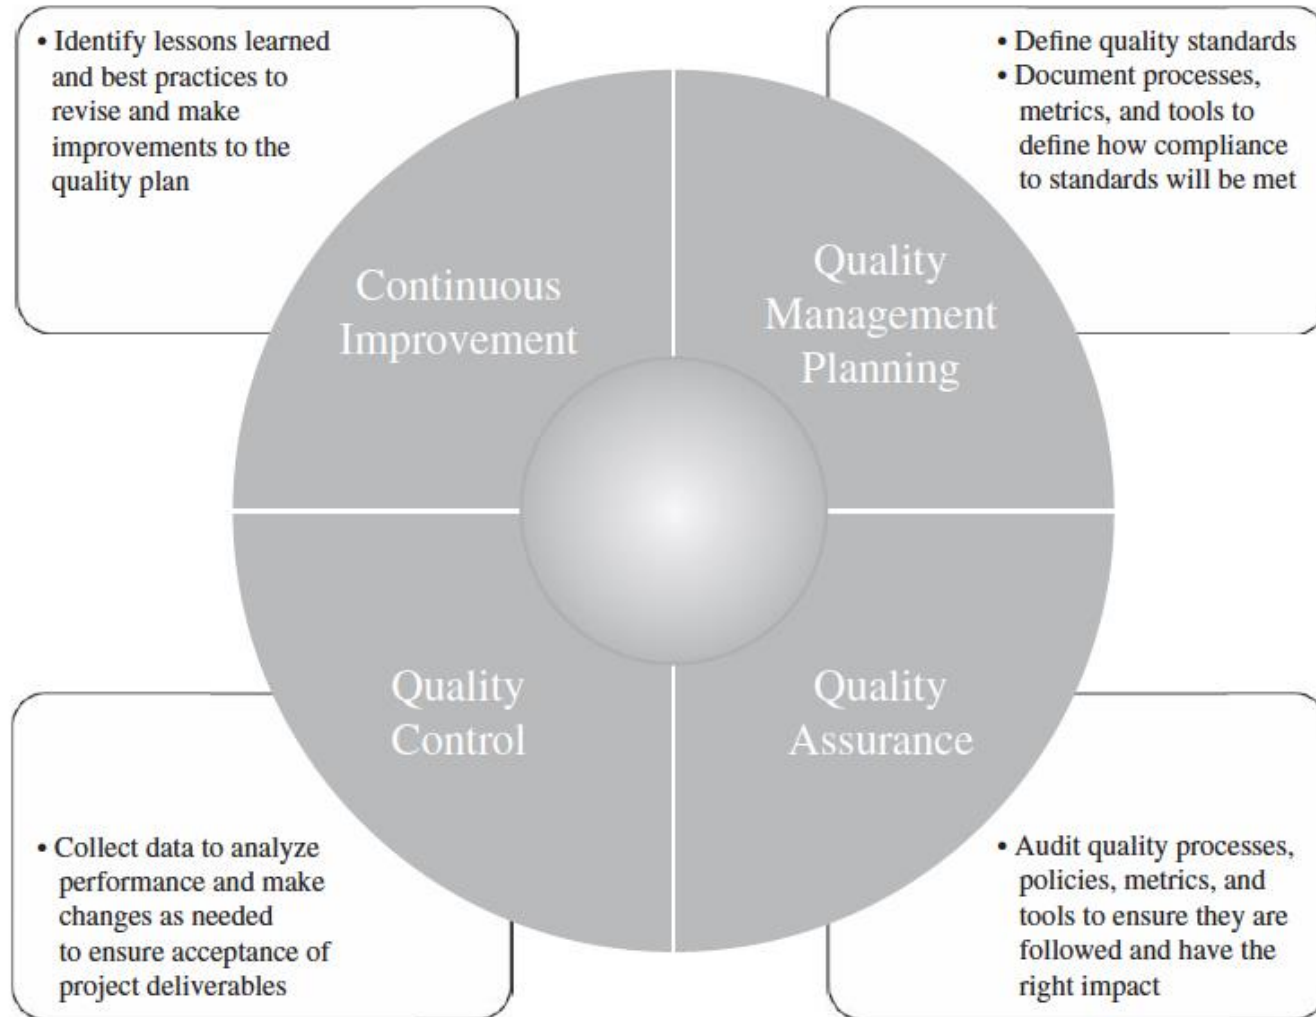 • Identify lessons learned
and best practices to
revise and make
improvements to the
quality plan
• Define quality standards
• Document processes,
metrics, and tools to
define how compliance
to standards will be met
Continuous
Improvement
Quality
Management
Planning
Quality
Control
Quality
Assurance
• Collect data to analyze
performance and make
changes as needed
to ensure acceptance of
project deliverables
• Audit quality processes,
policies, metrics, and
tools to ensure they are
followed and have the
right impact